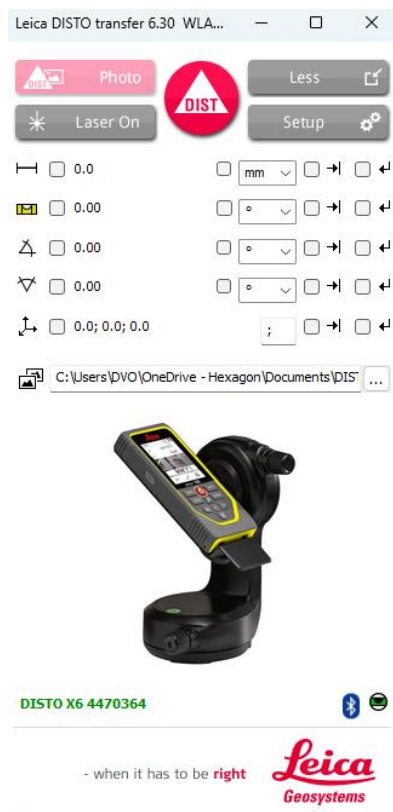 Leica DISTO transfer 6.30 WLA...
Photo
Less
DIST
Laser On
Setup
0.0
mm
0.00
°
0.00
°
0.00
°
0.0; 0.0; 0.0
;
C:\Users\DVO\OneDrive - Hexagon\Documents\DIS
...
DISTO X6 4470364
- when it has to be right
Leica
Geosystems